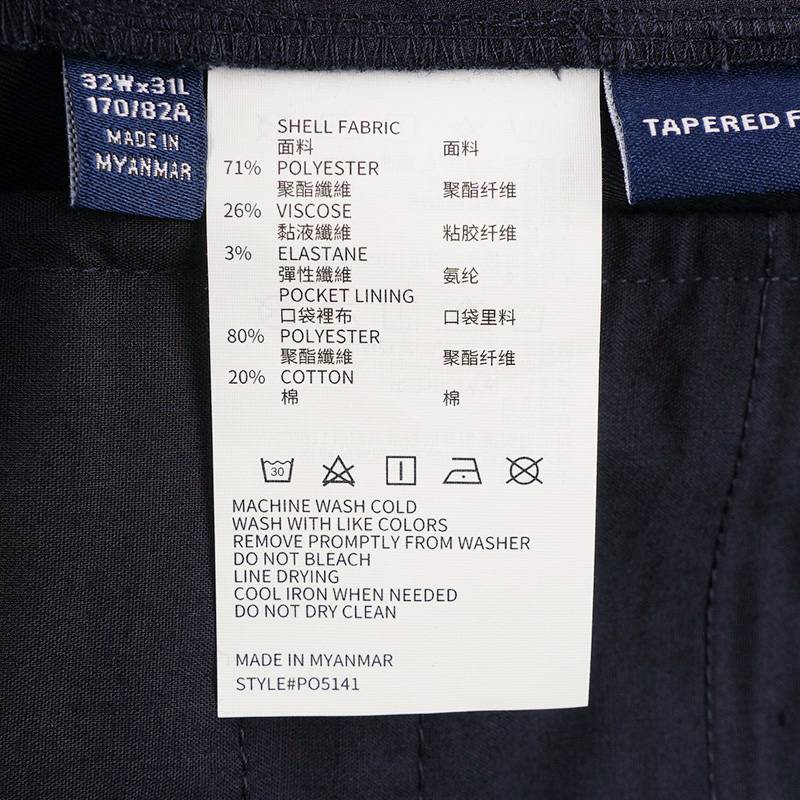 32W x 31L
170/82A
MADE IN
MYANMAR
TAPERED F
SHELL FABRIC
面料 面料
71% POLYESTER
聚酯纖維 聚酯纤维
26% VISCOSE
黏液纖維 粘胶纤维
3% ELASTANE
彈性纖維 氨纶
POCKET LINING
口袋裡布 口袋里料
80% POLYESTER
聚酯纖維 聚酯纤维
20% COTTON
棉 棉
30
MACHINE WASH COLD
WASH WITH LIKE COLORS
REMOVE PROMPTLY FROM WASHER
DO NOT BLEACH
LINE DRYING
COOL IRON WHEN NEEDED
DO NOT DRY CLEAN
MADE IN MYANMAR
STYLE#PO5141